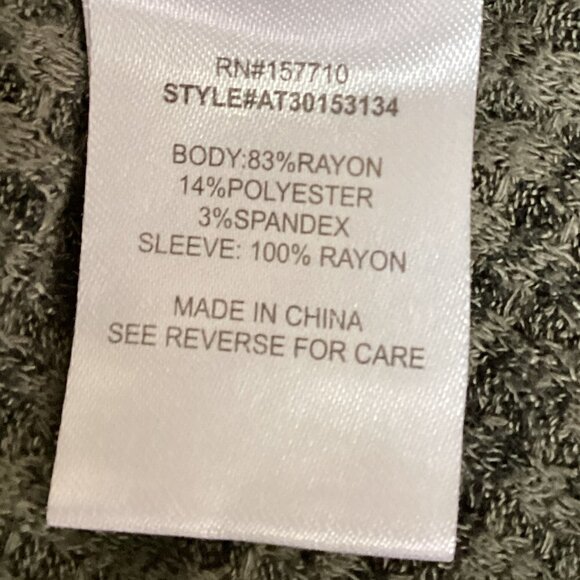 RN#157710
STYLE#AT30153134
BODY:83%RAYON
14%POLYESTER
3%SPANDEX
SLEEVE: 100% RAYON
MADE IN CHINA
SEE REVERSE FOR CARE